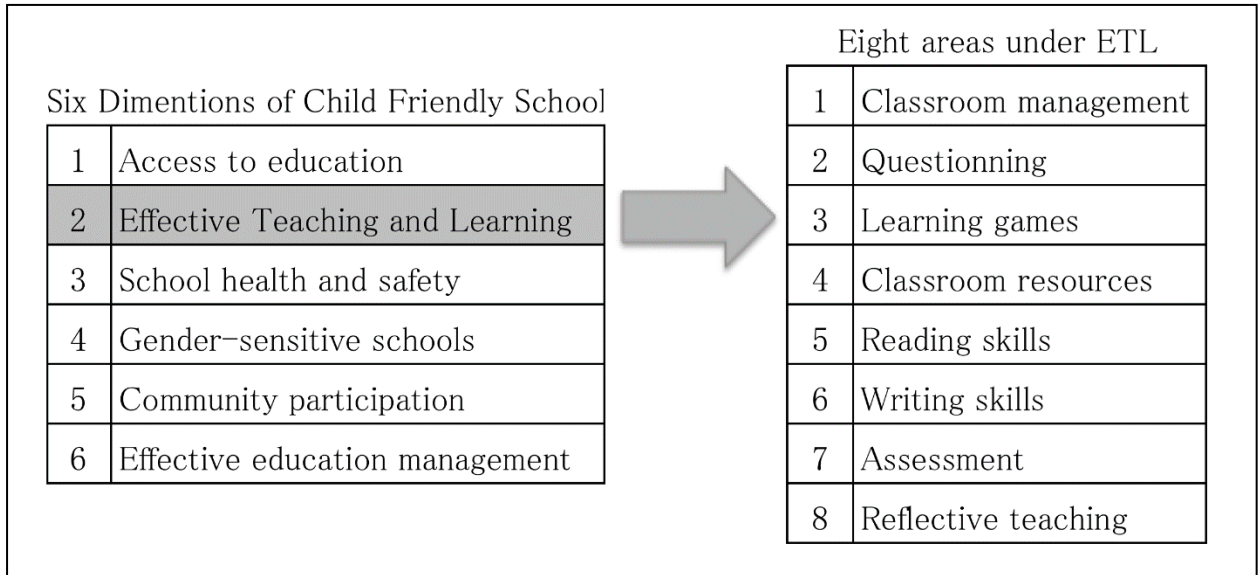 Six Dimentions of Child Friendly School
1 Access to education
2 Effective Teaching and Learning
3 School health and safety
4 Gender-sensitive schools
5 Community participation
6 Effective education management
Eight areas under ETL
1 Classroom management
2 Questionning
3 Learning games
4 Classroom resources
5 Reading skills
6 Writing skills
7 Assessment
8 Reflective teaching